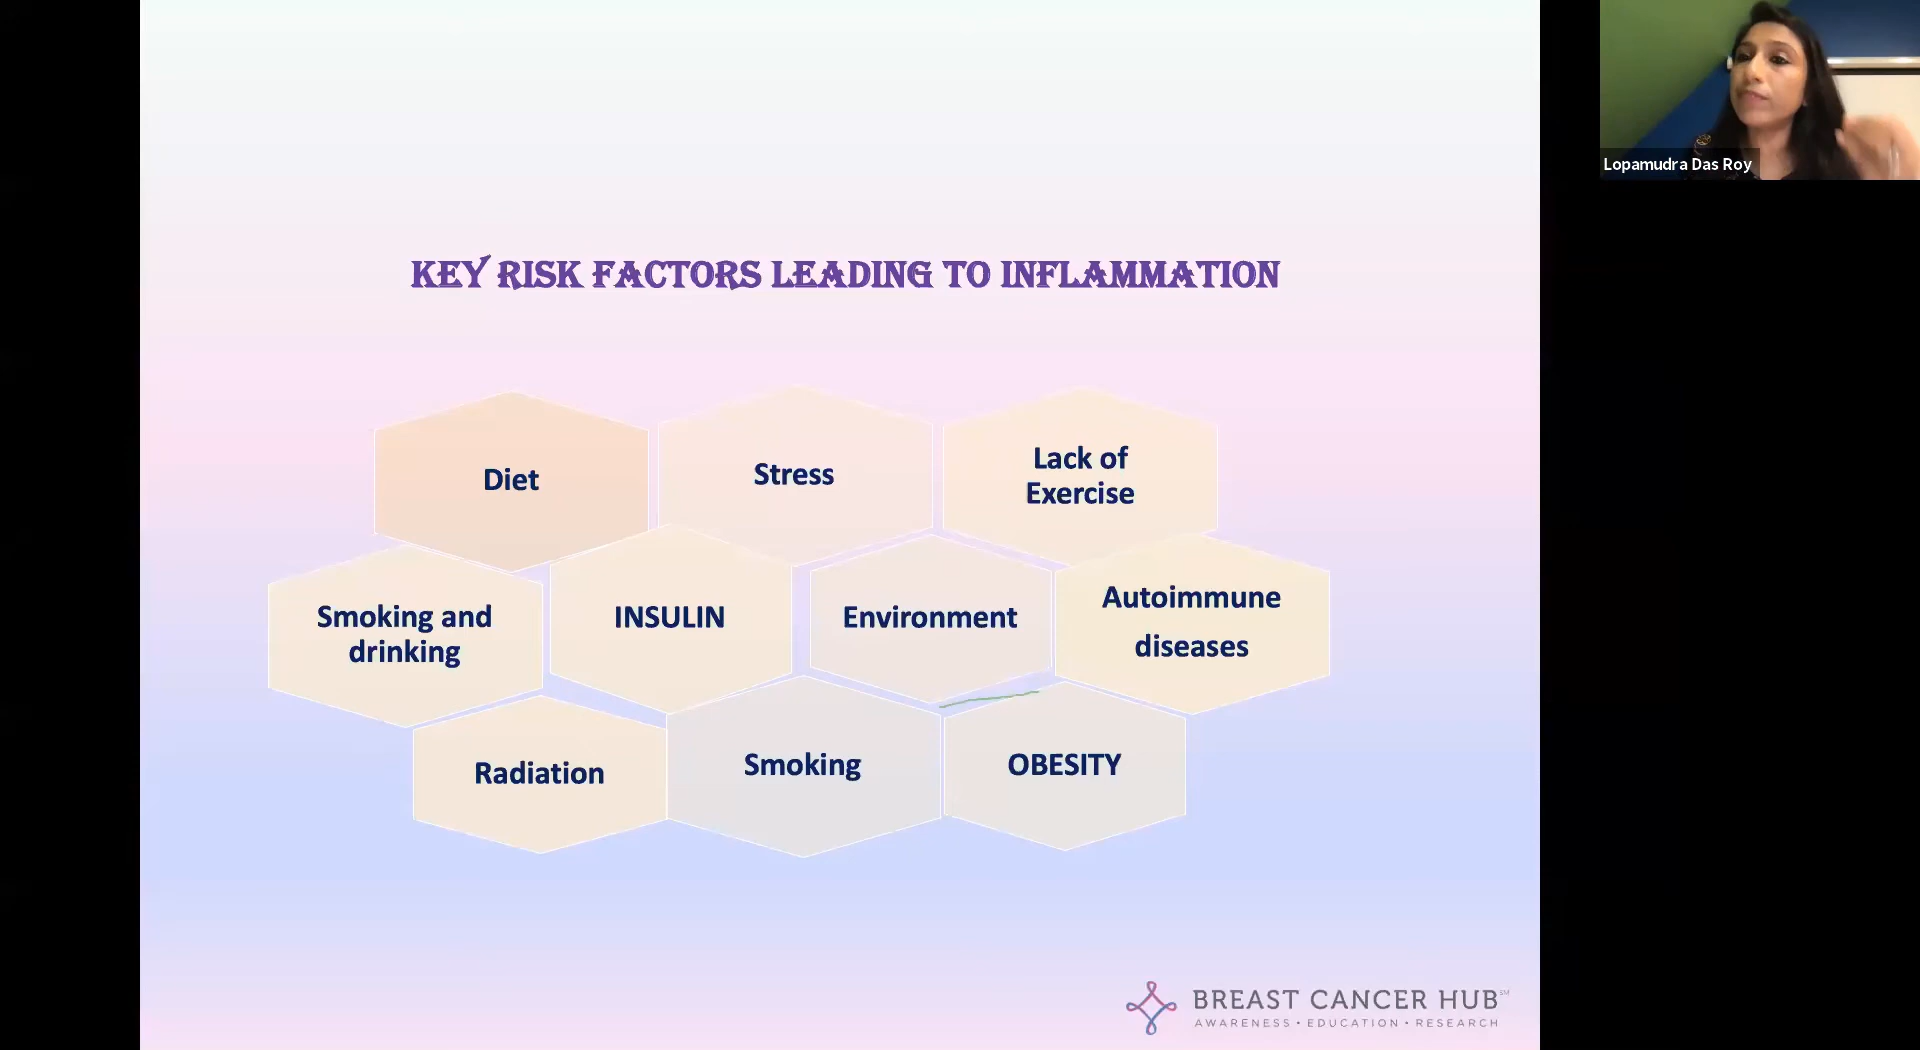 Lopamudra Das Roy
KEY RISK FACTORS LEADING TO INFLAMMATION
Diet
Stress
Lack of
Exercise
Smoking and
drinking
INSULIN
Environment
Autoimmune
diseases
Radiation
Smoking
OBESITY
BREAST CANCER HUB℠
AWARENESS • EDUCATION • RESEARCH